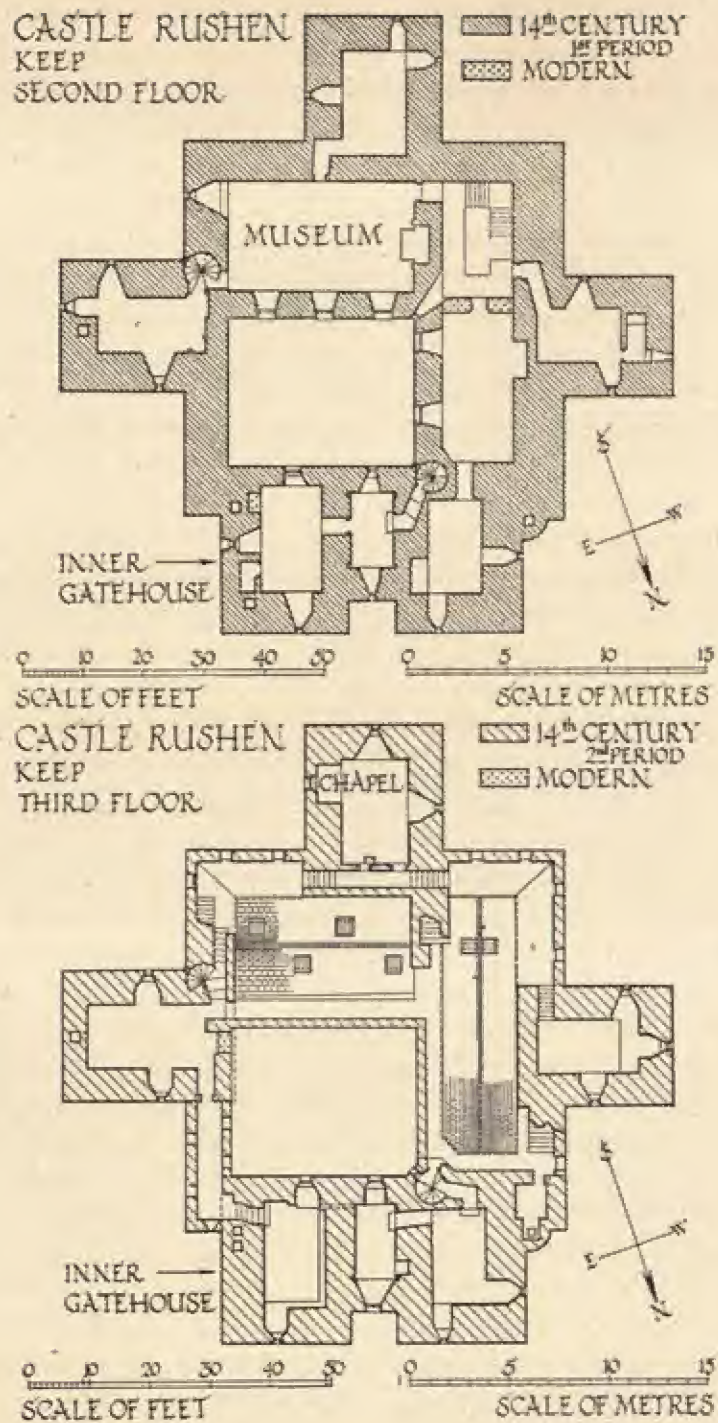 CASTLE RUSHEN
KEEP
SECOND FLOOR
14th CENTURY
1st PERIOD
MODERN
MUSEUM
S
E W
N
INNER
GATEHOUSE
0 10 20 30 40 50
SCALE OF FEET
0 5 10 15
SCALE OF METRES
CASTLE RUSHEN
KEEP
THIRD FLOOR
14th CENTURY
2nd PERIOD
MODERN
CHAPEL
S
E W
N
INNER
GATEHOUSE
0 10 20 30 40 50
SCALE OF FEET
0 5 10 15
SCALE OF METRES